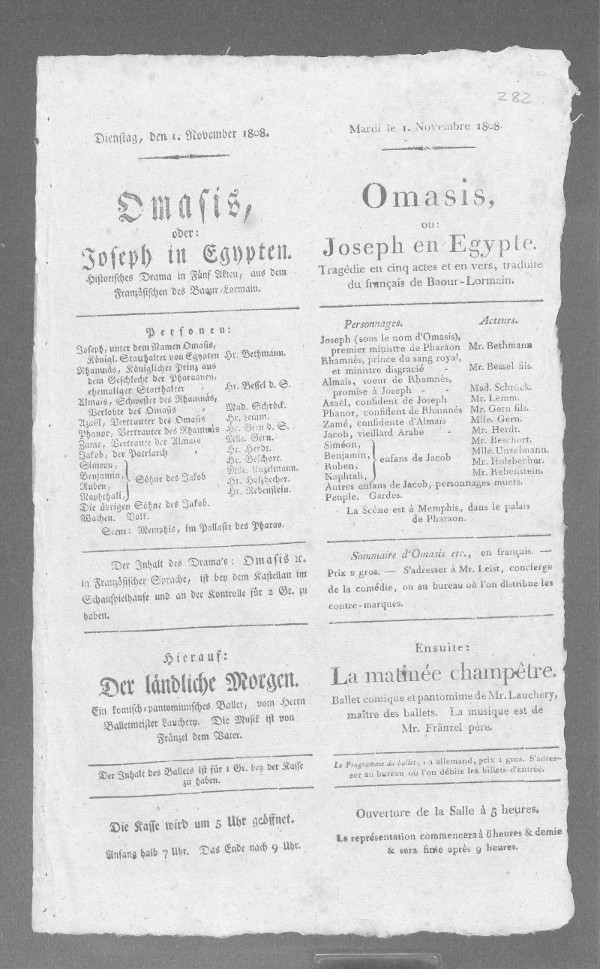 282
Dienstag, den 1. November 1808.
Omasis,
oder:
Joseph in Egypten.
Historisches Drama in Fünf Akten, aus dem
Französischen des Baour-Lormain.
Personen:
Joseph, unter dem Namen Omasis,
Königl. Statthalter von Egypten Hr. Bethmann.
Rhamnäs, Königlicher Prinz aus
dem Geschlecht der Pharaonen,
ehemaliger Statthalter Hr. Bessel d. S.
Almais, Schwester des Rhamnäs,
Verlobte des Omasis Mad. Schröck.
Azaël, Vertrauter des Omasis Hr. Lemm.
Phanor, Vertrauter des Rhamnäs Hr. Gern d. S.
Zame, Vertraute der Almais Mlle. Gern.
Jakob, der Patriarch Hr. Herdt.
Simeon, Hr. Beschort.
Benjamin, Mlle. Unzelmann.
Ruben, Söhne des Jakob Hr. Holzbecher.
Naphthali, Hr. Rebenstein.
Die übrigen Söhne des Jakob.
Wachen. Volk.
Scene: Memphis, im Pallaste des Pharao.
Der Inhalt des Drama's: Omasis ꝛc.
in Französischer Sprache, ist bey dem Kastellan im
Schauspielhause und an der Kontrolle für 2 Gr. zu
haben.
Hierauf:
Der ländliche Morgen.
Ein komisch-pantomimisches Ballet, vom Herrn
Balletmeister Lauchery. Die Musik ist von
Fränzel dem Vater.
Der Inhalt des Ballets ist für 1 Gr. bey der Kasse
zu haben.
Die Kasse wird um 5 Uhr geöffnet.
Anfang halb 7 Uhr. Das Ende nach 9 Uhr.
Mardi le 1. Novembre 1808.
Omasis,
ou:
Joseph en Egypte.
Tragédie en cinq actes et en vers, traduite
du français de Baour-Lormain.
Personnages. Acteurs.
Joseph (sous le nom d'Omasis),
premier ministre de Pharaon Mr. Bethmann
Rhamnés, prince du sang royal,
et ministre disgracié - Mr. Bessel fils.
Almais, soeur de Rhamnès,
promise à Joseph - - Mad. Schröck.
Azaël, confident de Joseph Mr. Lemm.
Phanor, confident de Rhamnés Mr. Gern fils.
Zamé, confidente d'Almais Mlle. Gern.
Jacob, vieillard Arabe - Mr. Herdt.
Siméon, Mr. Beschort.
Benjamin, Mlle. Unzelmann.
Ruben, enfans de Jacob Mr. Holzbecher.
Naphtali, Mr. Rebenstein.
Autres enfans de Jacob, personnages muets.
Peuple. Gardes.
La Scène est à Memphis, dans le palais
de Pharaon.
Sommaire d'Omasis etc., en français. —
Prix 2 gros. — S'adresser à Mr. Leist, concierge
de la comédie, ou au bureau où l'on distribue les
contre-marques.
Ensuite:
La matinée champêtre.
Ballet comique et pantomime de Mr. Lauchery,
maître des ballets. La musique est de
Mr. Fränzel père.
Le Programme du ballet, en allemand, prix 1 gros. S'adres-
ser au bureau où l'on débite les billets-d'entrée.
Ouverture de la Salle à 5 heures.
La représentation commencera à 6 heures & demie
& sera finie après 9 heures.